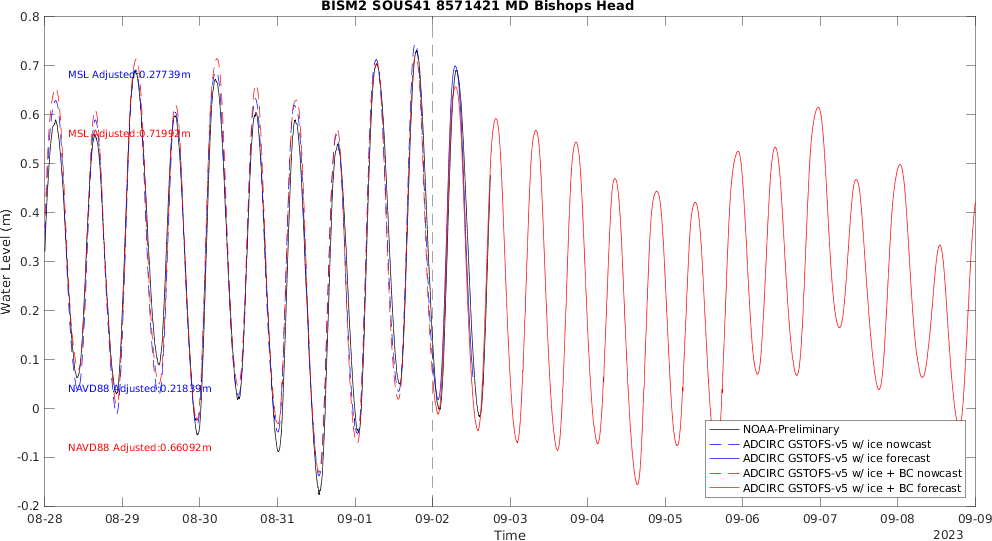 BISM2 SOUS41 8571421 MD Bishops Head
0.8
0.7
0.6
0.5
0.4
0.3
0.2
0.1
0
-0.1
-0.2
Water Level (m)
MSL Adjusted:0.27739m
MSL Adjusted:0.71992m
NAVD88 Adjusted:0.21839m
NAVD88 Adjusted:0.66092m
NOAA-Preliminary
ADCIRC GSTOFS-v5 w/ ice nowcast
ADCIRC GSTOFS-v5 w/ ice forecast
ADCIRC GSTOFS-v5 w/ ice + BC nowcast
ADCIRC GSTOFS-v5 w/ ice + BC forecast
08-28 08-29 08-30 08-31 09-01 09-02 09-03 09-04 09-05 09-06 09-07 09-08 09-09
Time
2023